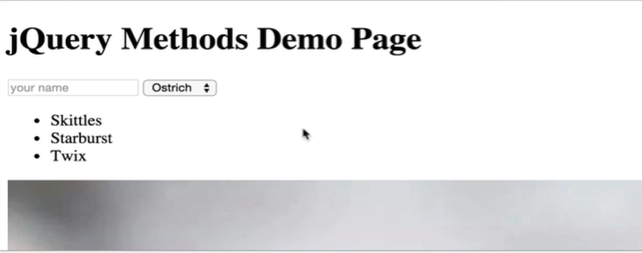 jQuery Methods Demo Page
your name Ostrich
Skittles
Starburst
Twix